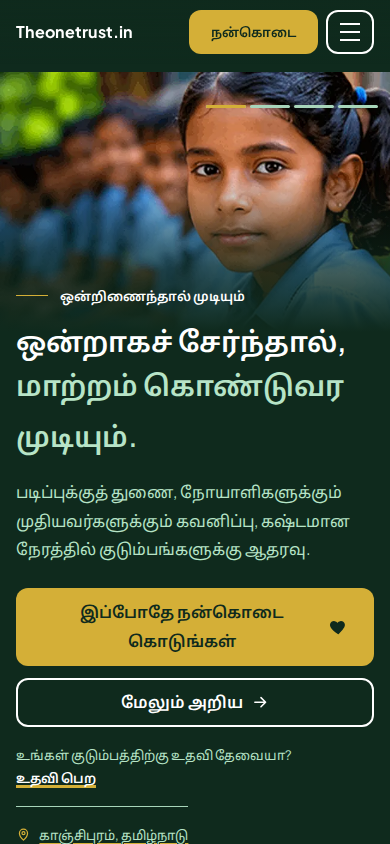 Theonetrust.in
நன்கொடை
ஒன்றிணைந்தால் முடியும்
ஒன்றாகச் சேர்ந்தால்,
மாற்றம் கொண்டுவர
முடியும்.
படிப்புக்குத் துணை, நோயாளிகளுக்கும்
முதியவர்களுக்கும் கவனிப்பு, கஷ்டமான
நேரத்தில் குடும்பங்களுக்கு ஆதரவு.
இப்போதே நன்கொடை
கொடுங்கள்
மேலும் அறிய →
உங்கள் குடும்பத்திற்கு உதவி தேவையா?
உதவி பெற
காஞ்சிபுரம், தமிழ்நாடு